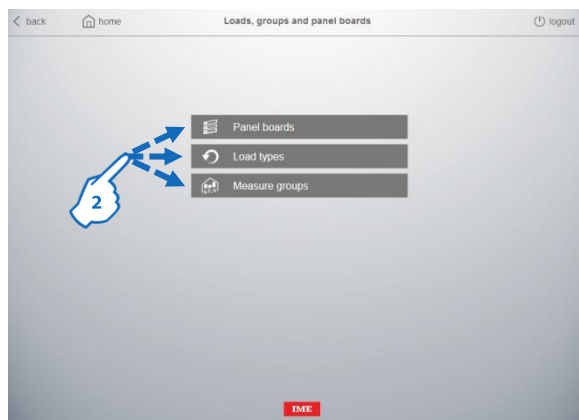 back home Loads, groups and panel boards logout
Panel boards
Load types
2
Measure groups
IME